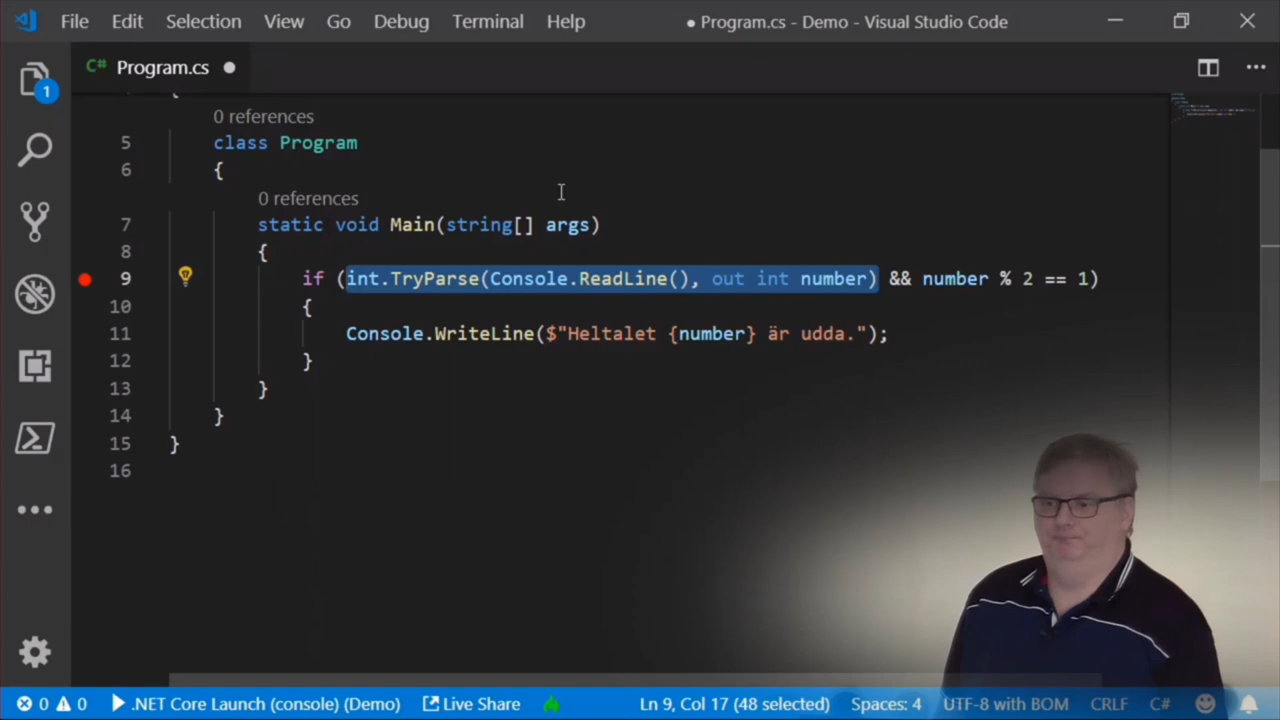 File Edit Selection View Go Debug Terminal Help ● Program.cs - Demo - Visual Studio Code
1
C# Program.cs ●
{
0 references
5 class Program
6 {
0 references
7 static void Main(string[] args)
8 {
9 if (int.TryParse(Console.ReadLine(), out int number) && number % 2 == 1)
10 {
11 Console.WriteLine($"Heltalet {number} är udda.");
12 }
13 }
14 }
15 }
16
0 0 .NET Core Launch (console) (Demo) Live Share Ln 9, Col 17 (48 selected) Spaces: 4 UTF-8 with BOM CRLF C#